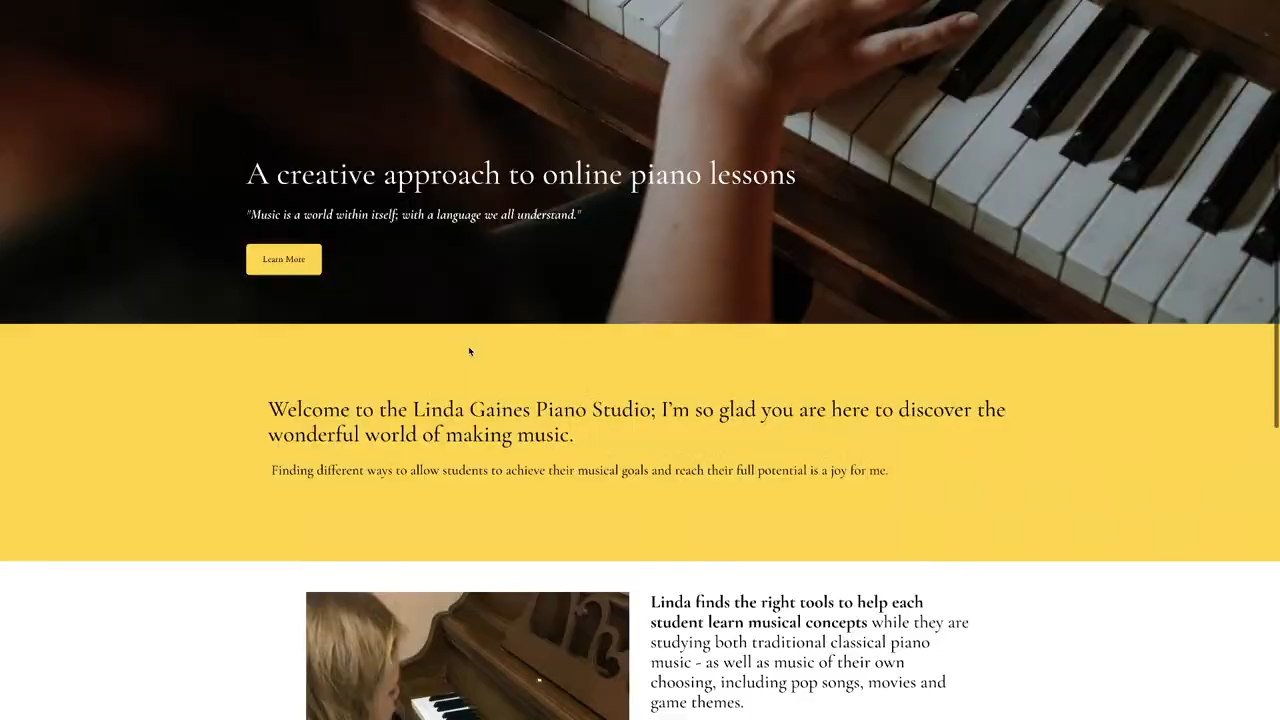 A creative approach to online piano lessons
"Music is a world within itself; with a language we all understand."
Learn More
Welcome to the Linda Gaines Piano Studio; I'm so glad you are here to discover the
wonderful world of making music.
Finding different ways to allow students to achieve their musical goals and reach their full potential is a joy for me.
Linda finds the right tools to help each
student learn musical concepts while they are
studying both traditional classical piano
music - as well as music of their own
choosing, including pop songs, movies and
game themes.